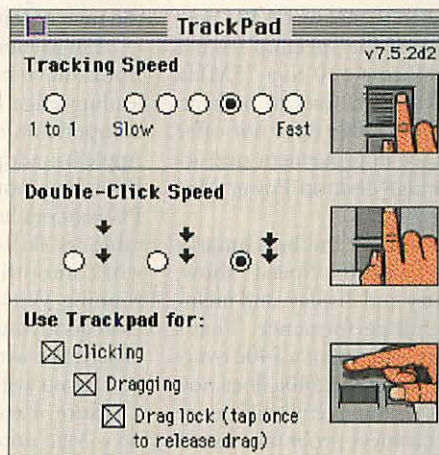 TrackPad
v7.5.2d2
Tracking Speed
1 to 1 Slow Fast
Double-Click Speed
Use Trackpad for:
Clicking
Dragging
Drag lock (tap once
to release drag)